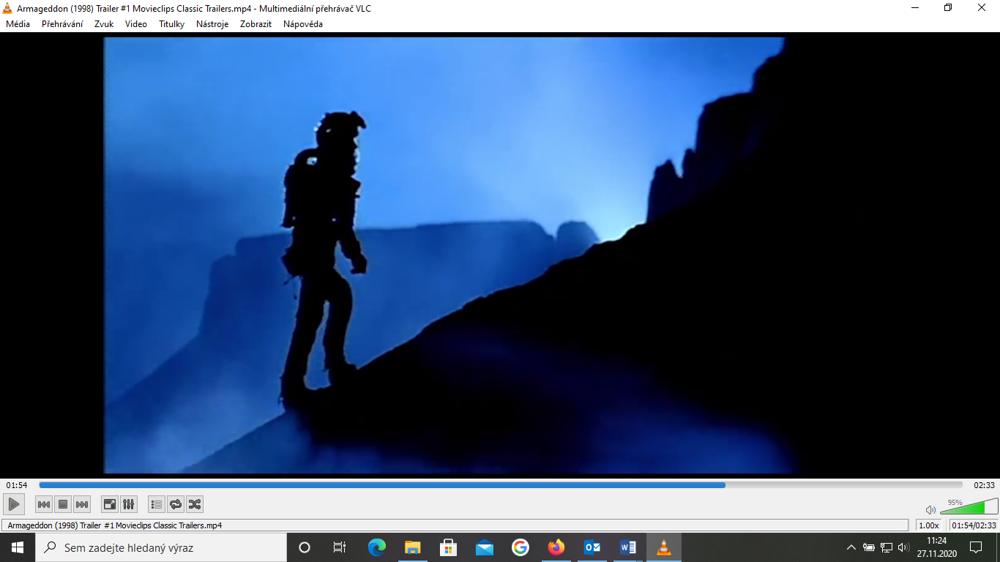 Armageddon (1998) Trailer #1 Movieclips Classic Trailers.mp4 - Multimediální přehrávač VLC
Média Přehrávání Zvuk Video Titulky Nástroje Zobrazit Nápověda
01:54 02:33
95%
Armageddon (1998) Trailer #1 Movieclips Classic Trailers.mp4 1.00x 01:54/02:33
Sem zadejte hledaný výraz
11:24
27.11.2020